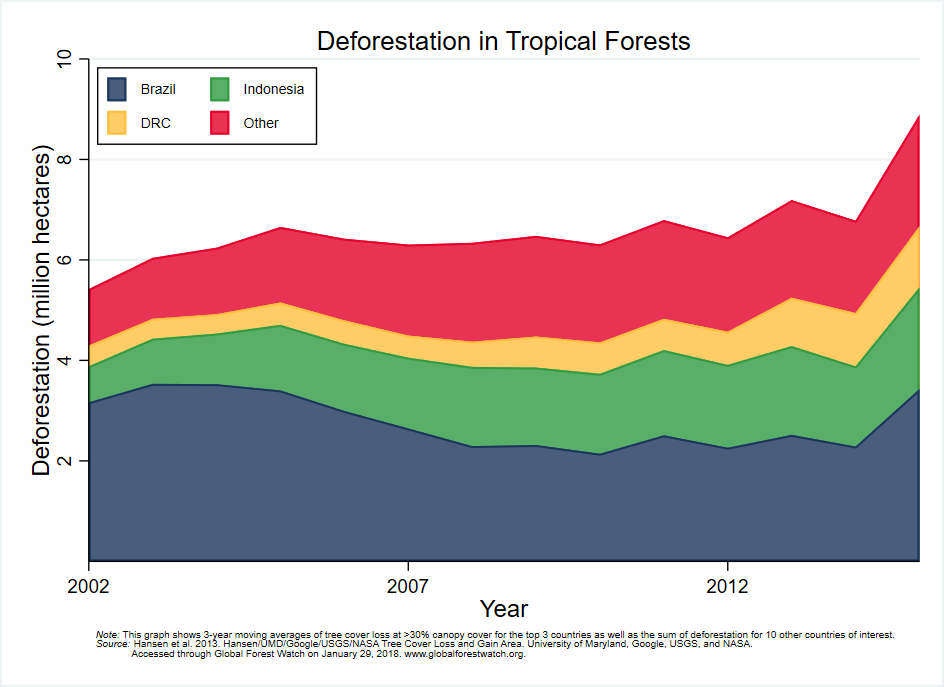 Deforestation in Tropical Forests
Deforestation (million hectares)
10
8
6
4
2
Brazil
Indonesia
DRC
Other
2002
2007
2012
Year
Note: This graph shows 3-year moving averages of tree cover loss at >30% canopy cover for the top 3 countries as well as the sum of deforestation for 10 other countries of interest.
Source: Hansen et al. 2013. Hansen/UMD/Google/USGS/NASA Tree Cover Loss and Gain Area. University of Maryland, Google, USGS, and NASA.
Accessed through Global Forest Watch on January 29, 2018. www.globalforestwatch.org.